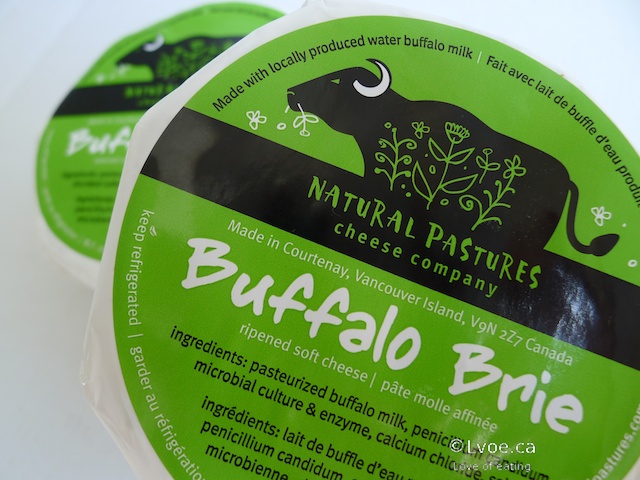 Made with locally produced water buffalo milk | Fait avec lait de buffle d'eau
NATURAL PASTURES
cheese company
Made in Courtenay, Vancouver Island, V9N 2Z7 Canada
Buffalo Brie
ripened soft cheese | pâte molle affinée
keep refrigerated | garder au réfrigération
ingredients: pasteurized buffalo milk, penicillium candidum
microbial culture & enzyme, calcium chloride,
ingrédients: lait de buffle d'eau
penicillium candidum,
microbienne,
© Lvoe.ca
Love of eating